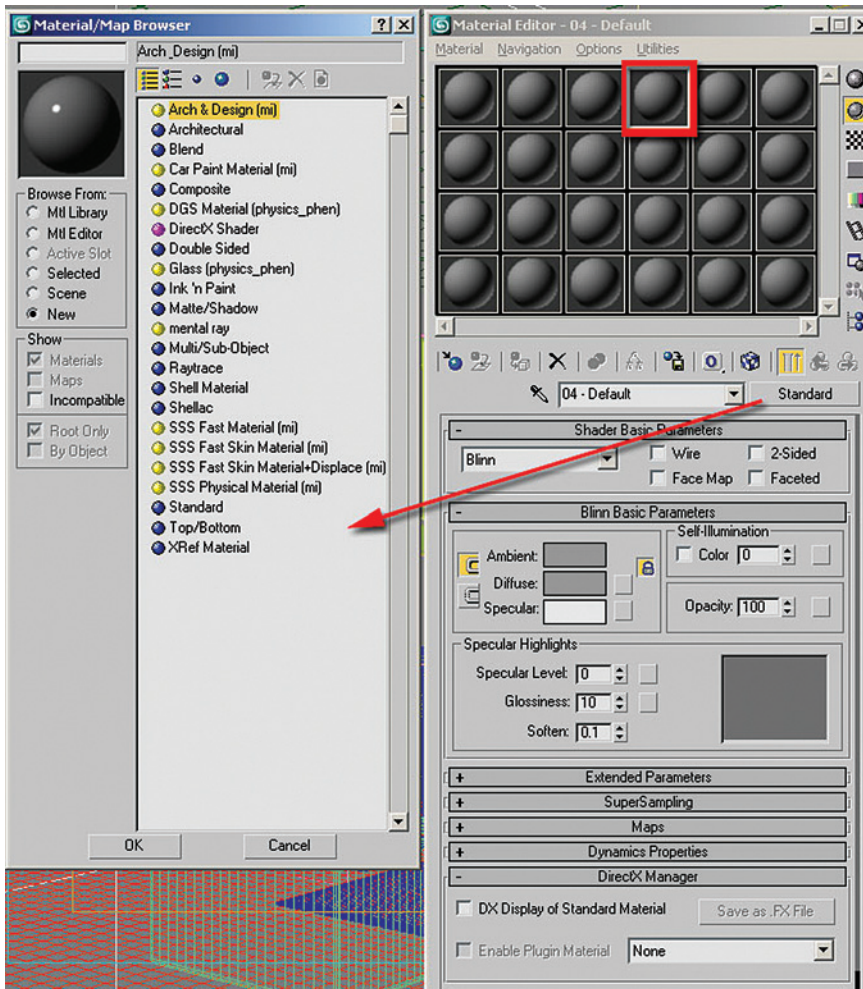 Material/Map Browser
Arch_Design (mi)
Arch & Design (mi)
Architectural
Blend
Car Paint Material (mi)
Composite
DGS Material (physics_phen)
DirectX Shader
Double Sided
Glass (physics_phen)
Ink 'n Paint
Matte/Shadow
mental ray
Multi/Sub-Object
Raytrace
Shell Material
Shellac
SSS Fast Material (mi)
SSS Fast Skin Material (mi)
SSS Fast Skin Material+Displace (mi)
SSS Physical Material (mi)
Standard
Top/Bottom
XRef Material
Browse From:
Mtl Library
Mtl Editor
Active Slot
Selected
Scene
New
Show
Materials
Maps
Incompatible
Root Only
By Object
OK
Cancel
Material Editor - 04 - Default
Material Navigation Options Utilities
04 - Default
Standard
Shader Basic Parameters
Blinn
Wire
2-Sided
Face Map
Faceted
Blinn Basic Parameters
Self-Illumination
Ambient:
Color 0
Diffuse:
Specular:
Opacity: 100
Specular Highlights
Specular Level: 0
Glossiness: 10
Soften: 0.1
Extended Parameters
SuperSampling
Maps
Dynamics Properties
DirectX Manager
DX Display of Standard Material
Save as .FX File
Enable Plugin Material
None